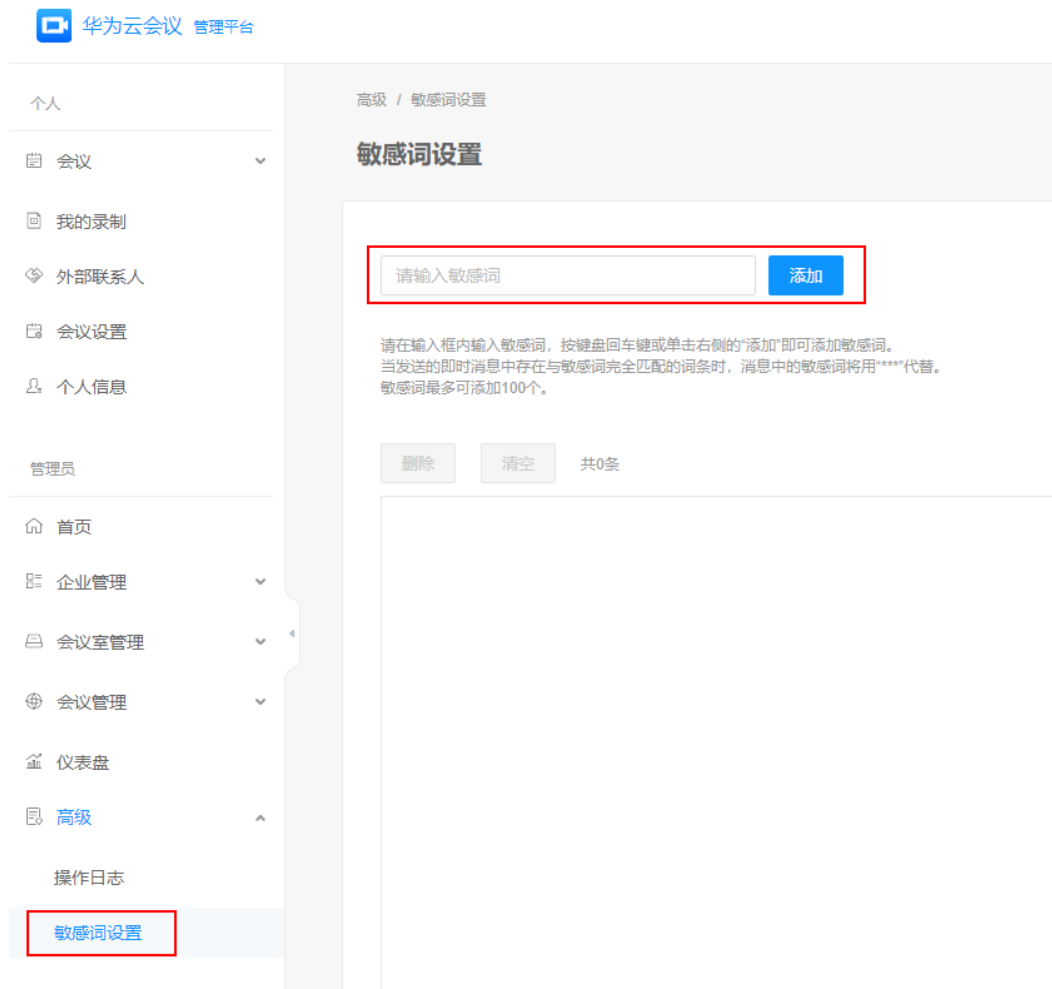 华为云会议 管理平台
个人
会议
我的录制
外部联系人
会议设置
个人信息
管理员
首页
企业管理
会议室管理
会议管理
仪表盘
高级
操作日志
敏感词设置
高级 / 敏感词设置
敏感词设置
请输入敏感词 添加
请在输入框内输入敏感词，按键盘回车键或单击右侧的“添加”即可添加敏感词。
当发送的即时消息中存在与敏感词完全匹配的词条时，消息中的敏感词将用“***”代替。
敏感词最多可添加100个。
删除 清空 共0条